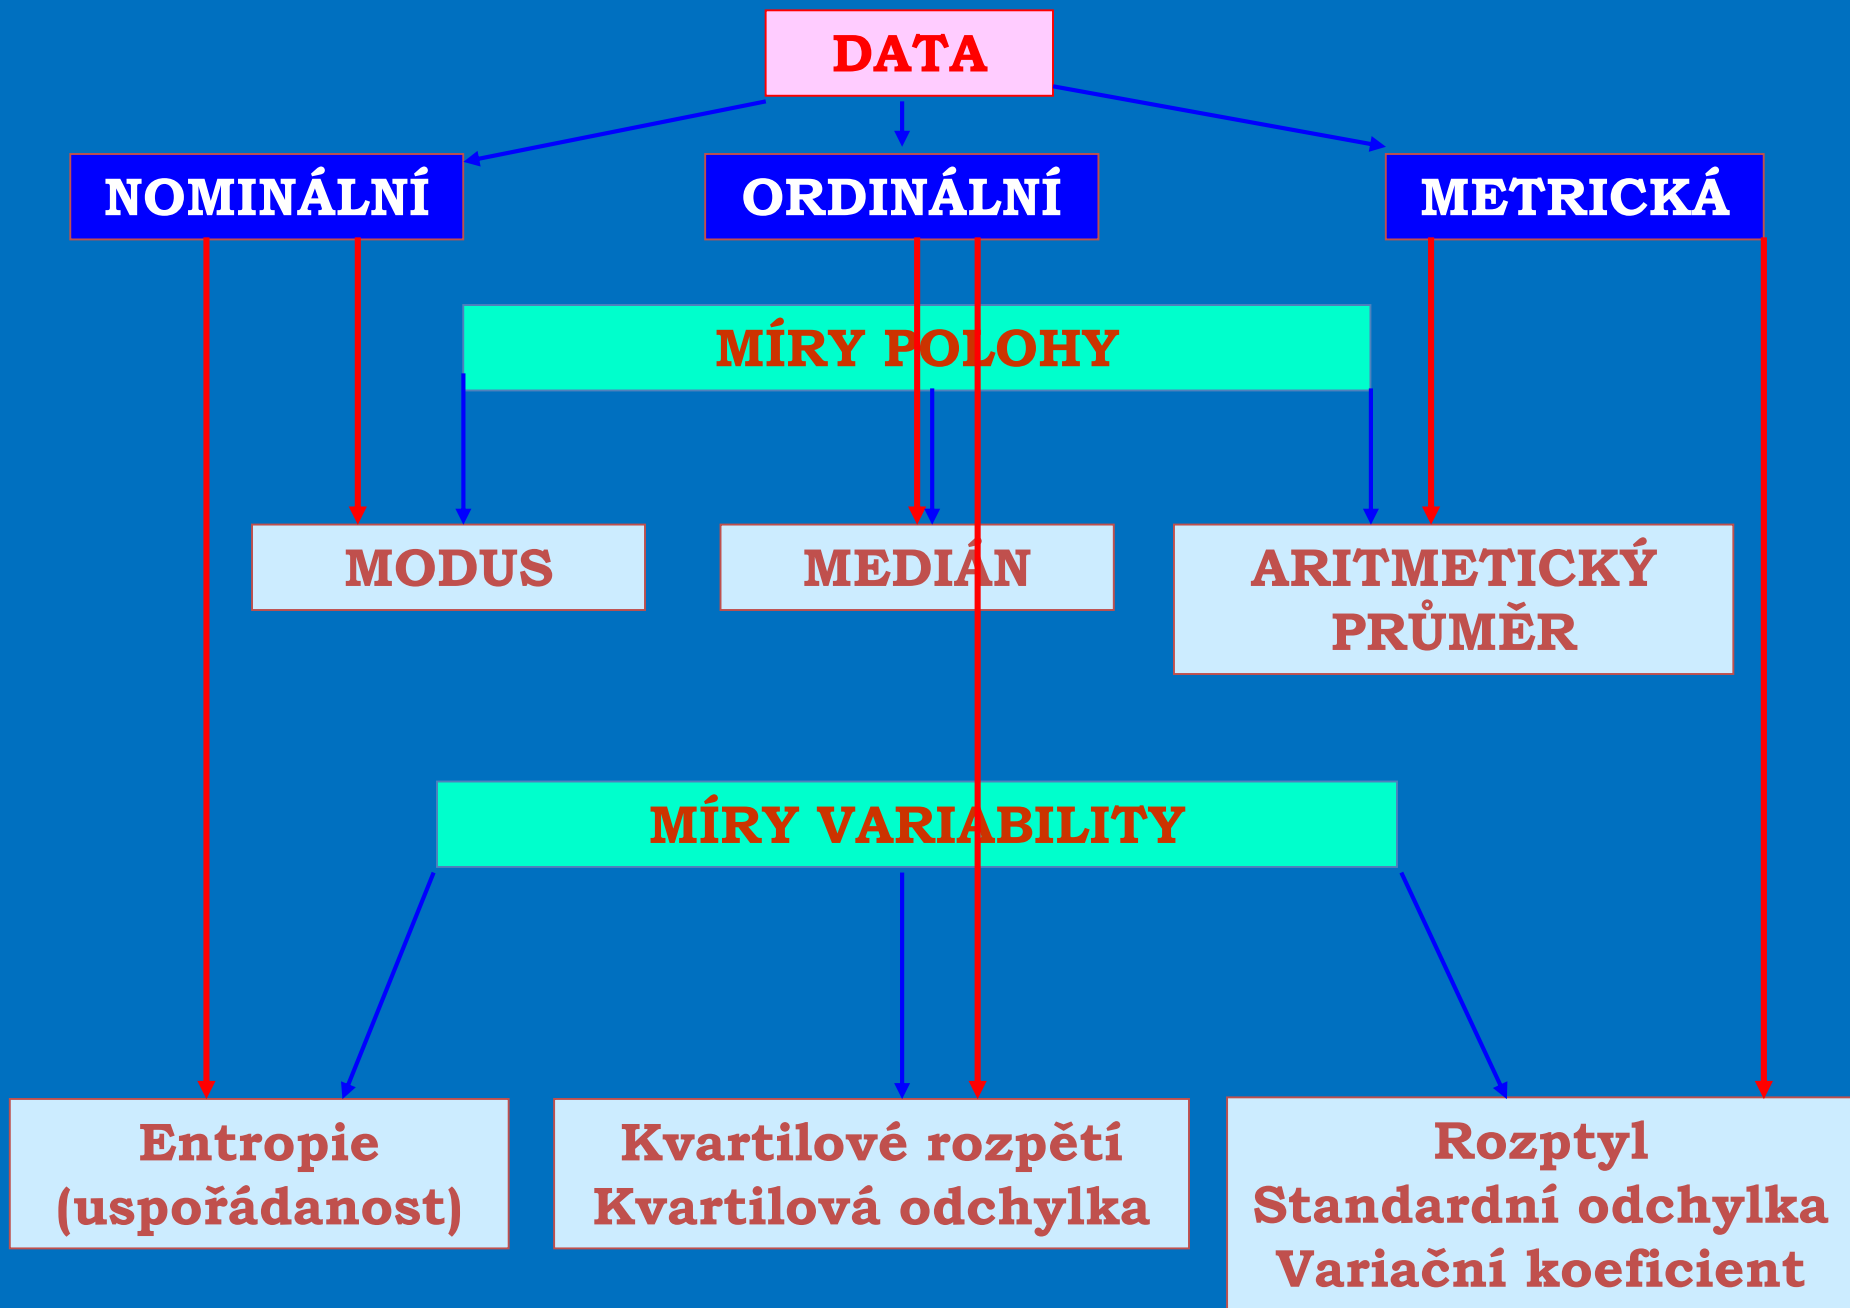 DATA
NOMINÁLNÍ
ORDINÁLNÍ
METRICKÁ
MÍRY POLOHY
MODUS
MEDIÁN
ARITMETICKÝ
PRŮMĚR
MÍRY VARIABILITY
Entropie
(uspořádanost)
Kvartilové rozpětí
Kvartilová odchylka
Rozptyl
Standardní odchylka
Variační koeficient